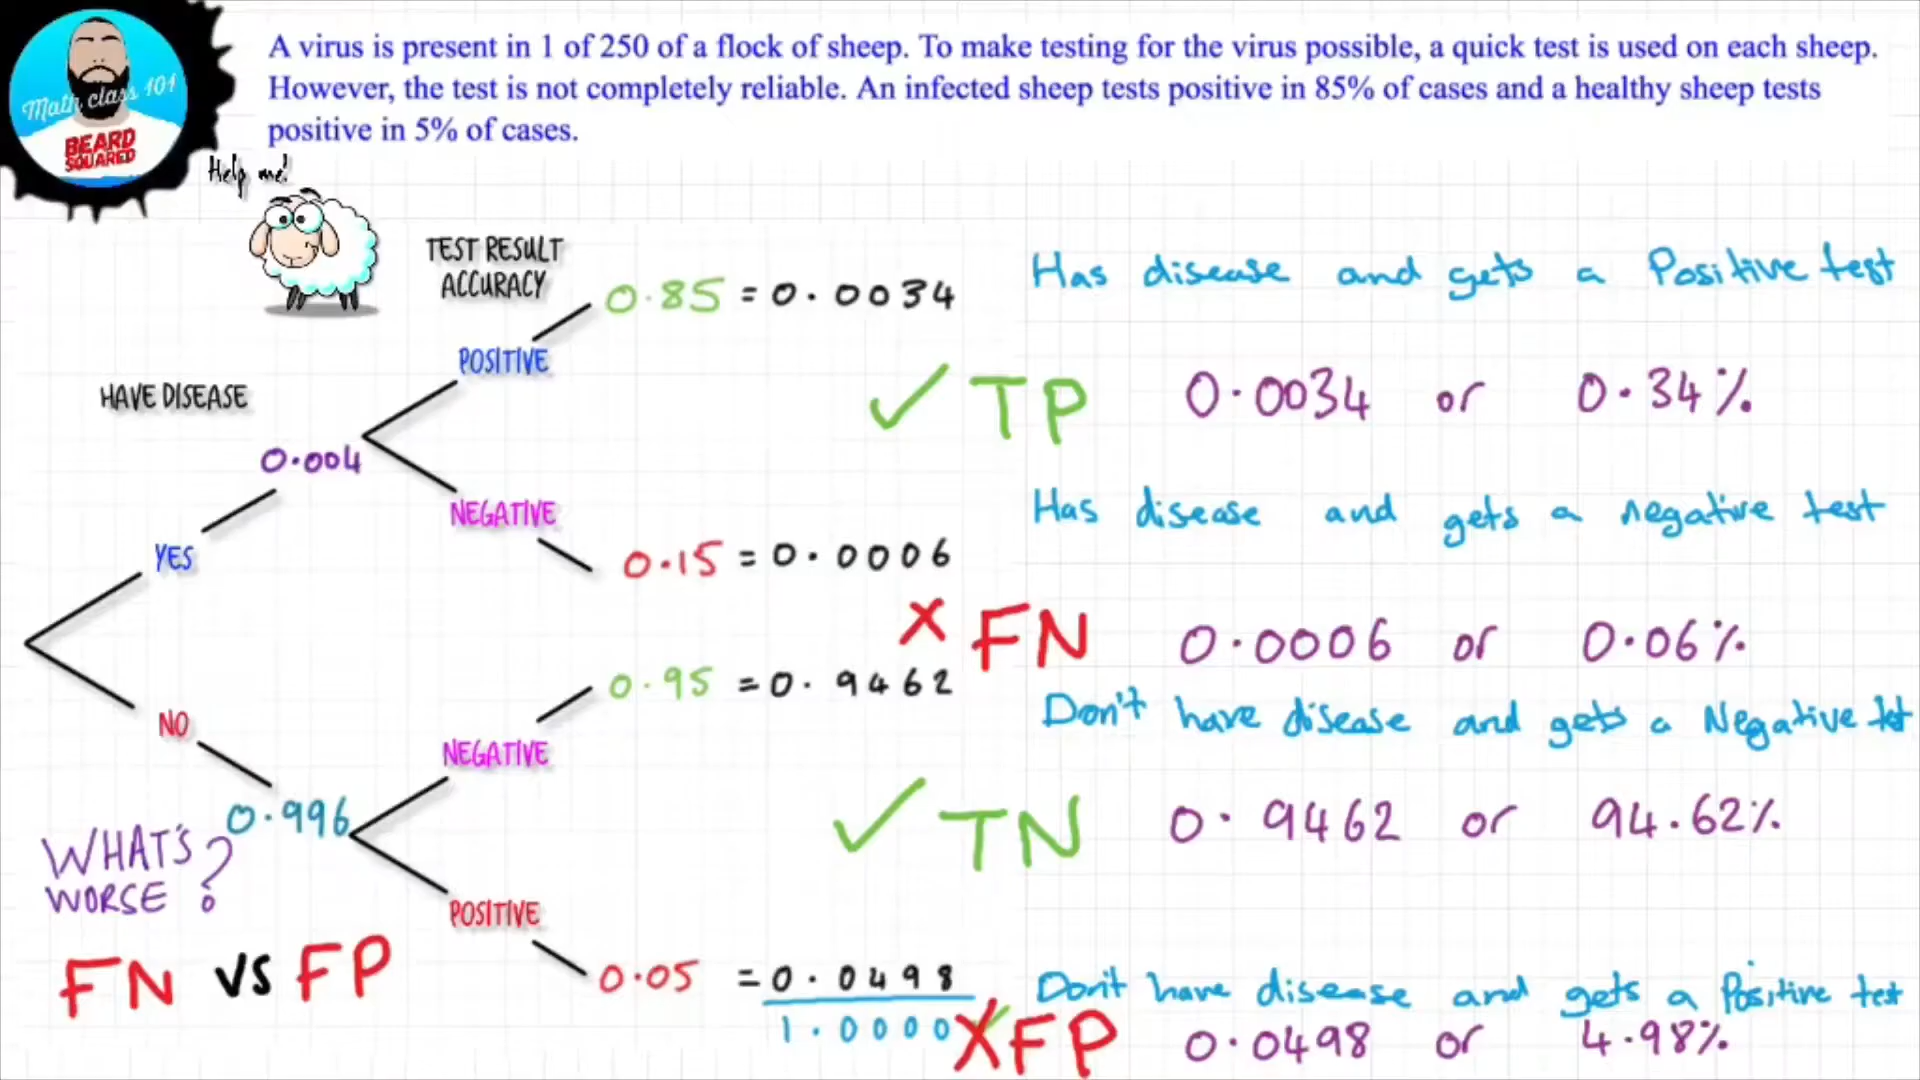 Math class 101
BEARD
SQUARED
A virus is present in 1 of 250 of a flock of sheep. To make testing for the virus possible, a quick test is used on each sheep.
However, the test is not completely reliable. An infected sheep tests positive in 85% of cases and a healthy sheep tests
positive in 5% of cases.
Help me!
TEST RESULT
ACCURACY
HAVE DISEASE
0.85 = 0.0034
POSITIVE
Has disease and gets a Positive test
✓ TP 0.0034 or 0.34%
0.004
YES
NEGATIVE
0.15 = 0.0006
Has disease and gets a negative test
X FN 0.0006 or 0.06%
NO
0.996
0.95 = 0.9462
NEGATIVE
Don't have disease and gets a Negative tet
✓ TN 0.9462 or 94.62%
WHAT'S
WORSE?
FN VS FP
POSITIVE
0.05 = 0.0498
1.0000
Don't have disease and gets a Positive test
X FP 0.0498 or 4.98%